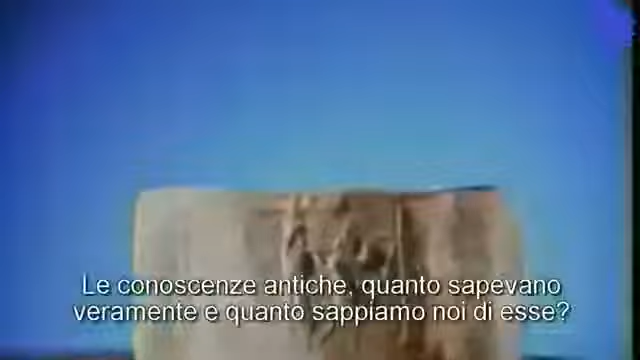 Le conoscenze antiche, quanto sapevano
veramente e quanto sappiamo noi di esse?